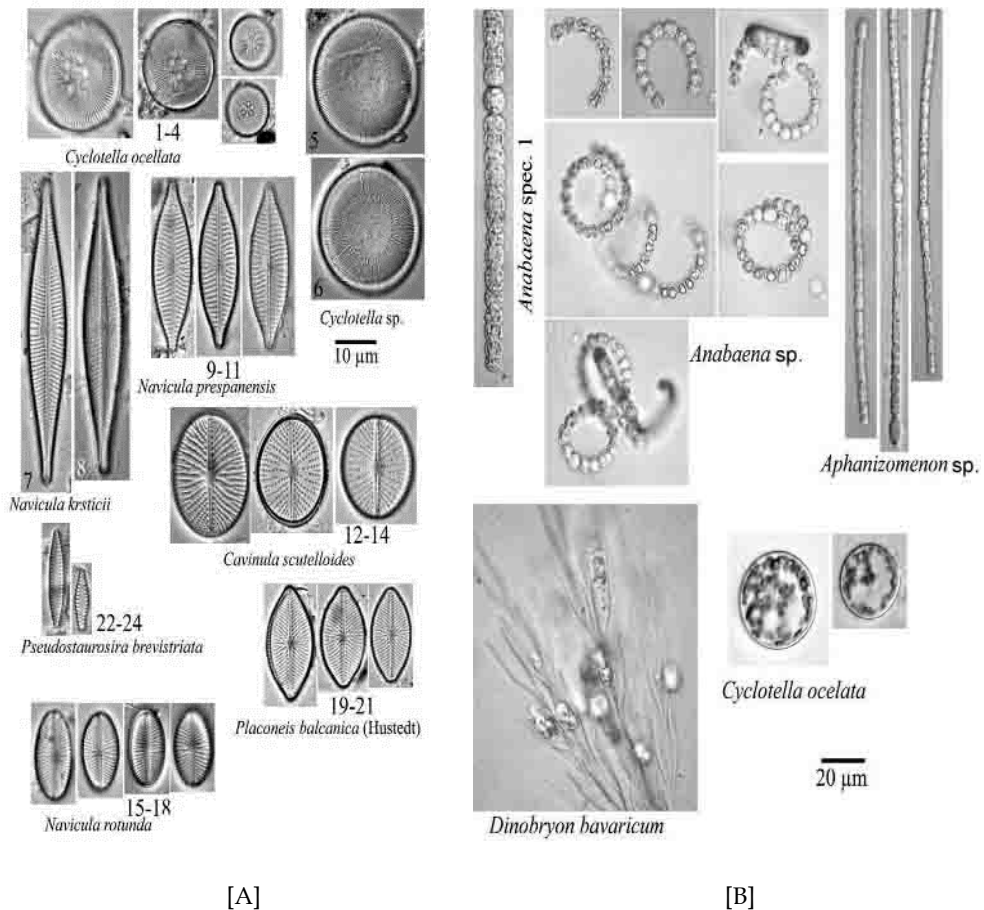 1-4
Cyclotella ocellata
5
6
Cyclotella sp.
10 µm
7
8
Navicula krsticii
9-11
Navicula prespanensis
12-14
Cavinula scutelloides
22-24
Pseudostaurosira brevistriata
19-21
Placoneis balcanica (Hustedt)
15-18
Navicula rotunda
[A]
Anabaena spec. 1
Anabaena sp.
Aphanizomenon sp.
Dinobryon bavaricum
Cyclotella ocelata
20 µm
[B]